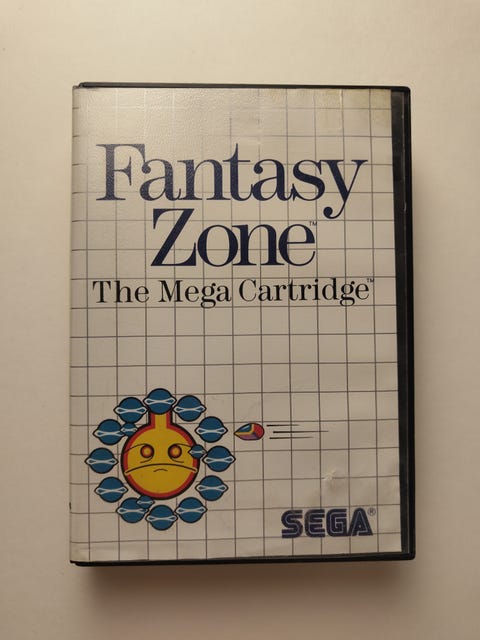 Fantasy
Zone™
The Mega Cartridge™
SEGA®